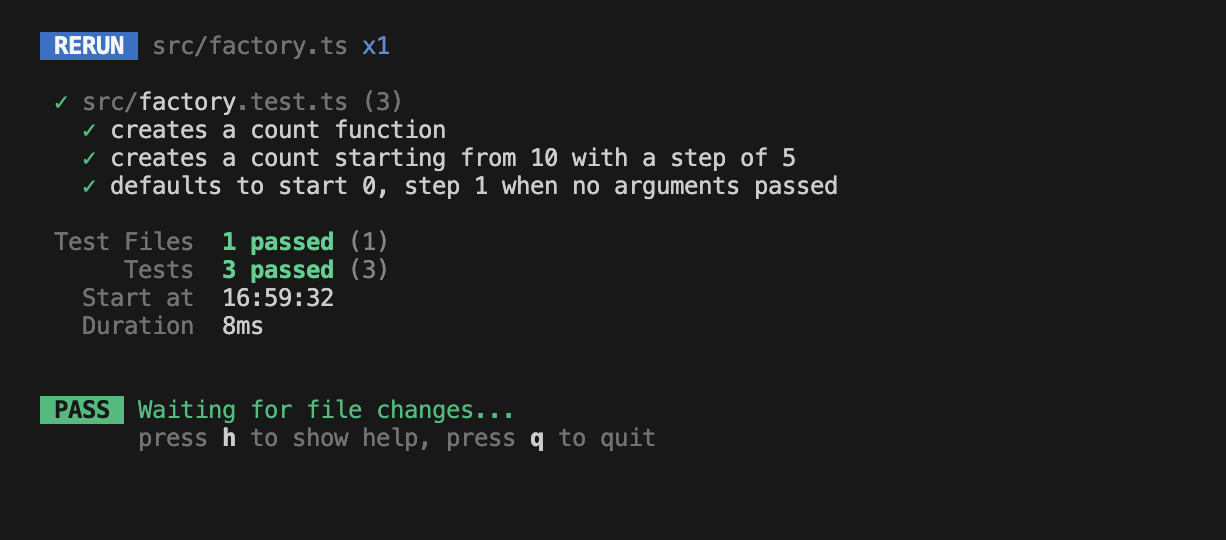 RERUN src/factory.ts x1
✓ src/factory.test.ts (3)
✓ creates a count function
✓ creates a count starting from 10 with a step of 5
✓ defaults to start 0, step 1 when no arguments passed
Test Files 1 passed (1)
Tests 3 passed (3)
Start at 16:59:32
Duration 8ms
PASS Waiting for file changes...
press h to show help, press q to quit